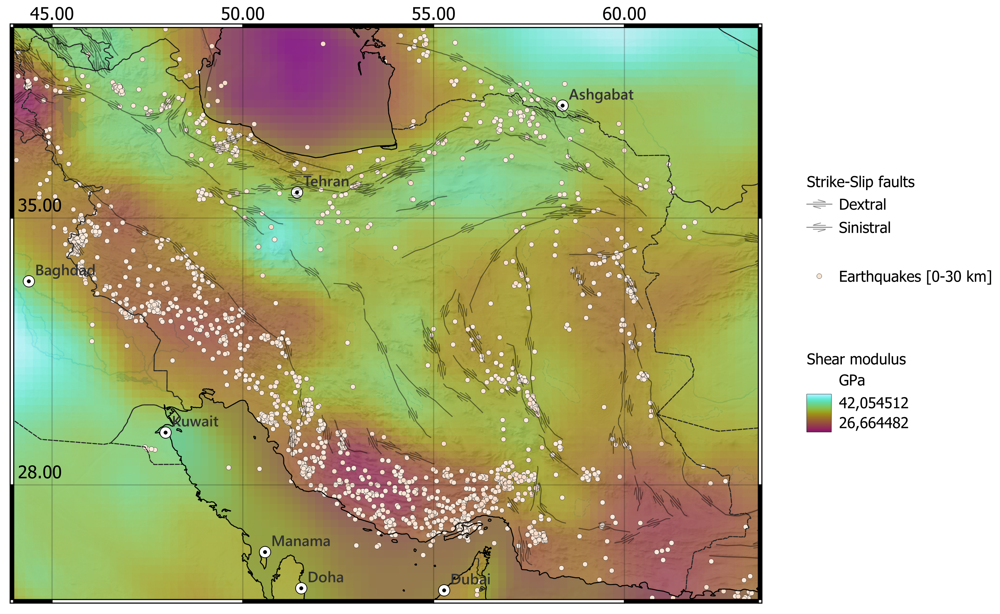 45.00 50.00 55.00 60.00
Ashgabat
Tehran
35.00
Baghdad
Kuwait
28.00
Manama
Doha
Dubai
Strike-Slip faults
Dextral
Sinistral
Earthquakes [0-30 km]
Shear modulus
GPa
42,054512
26,664482